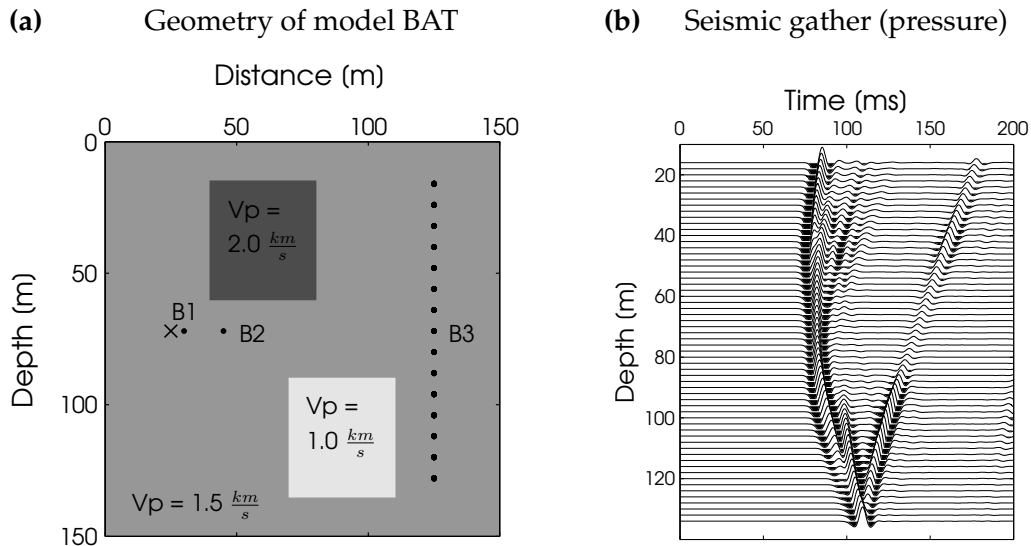 (a) Geometry of model BAT
Distance (m)
0 50 100 150
0
50
100
150
Depth (m)
Vp =
2.0 km/s
B1
B2
B3
Vp =
1.0 km/s
Vp = 1.5 km/s
(b) Seismic gather (pressure)
Time (ms)
0 50 100 150 200
20
40
60
80
100
120
Depth (m)